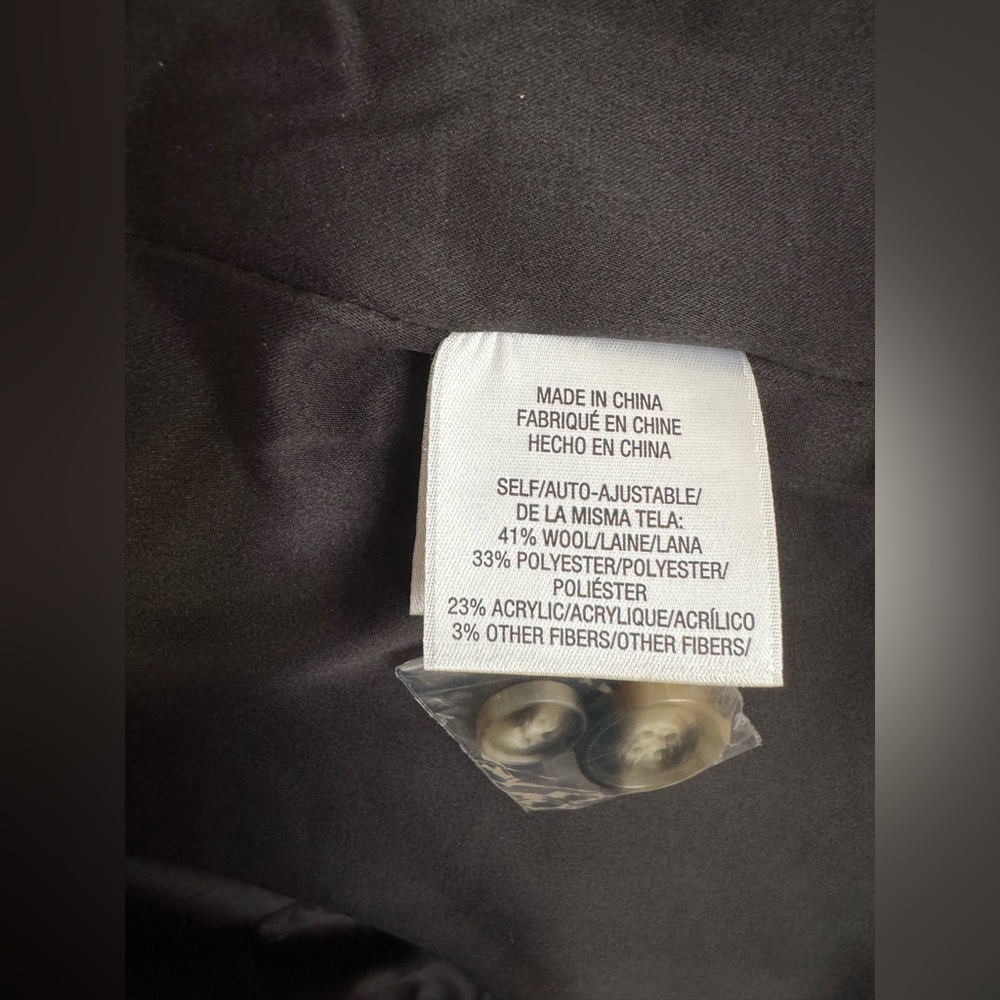 MADE IN CHINA
FABRIQUÉ EN CHINE
HECHO EN CHINA
SELF/AUTO-AJUSTABLE/
DE LA MISMA TELA:
41% WOOL/LAINE/LANA
33% POLYESTER/POLYESTER/
POLIÉSTER
23% ACRYLIC/ACRYLIQUE/ACRÍLICO
3% OTHER FIBERS/OTHER FIBERS/